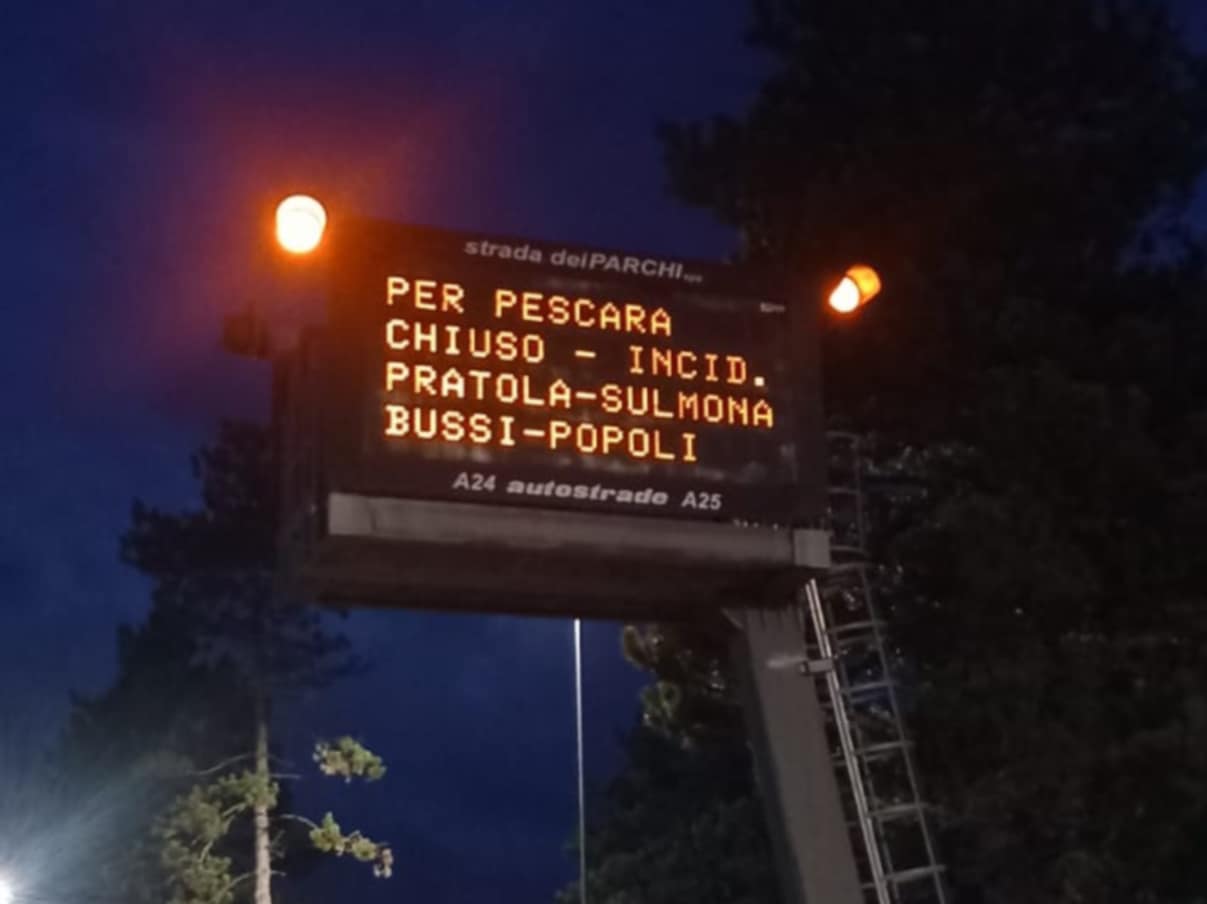 strada deiPARCHI
PER PESCARA
CHIUSO - INCID.
PRATOLA-SULMONA
BUSSI-POPOLI
A24 autostrade A25